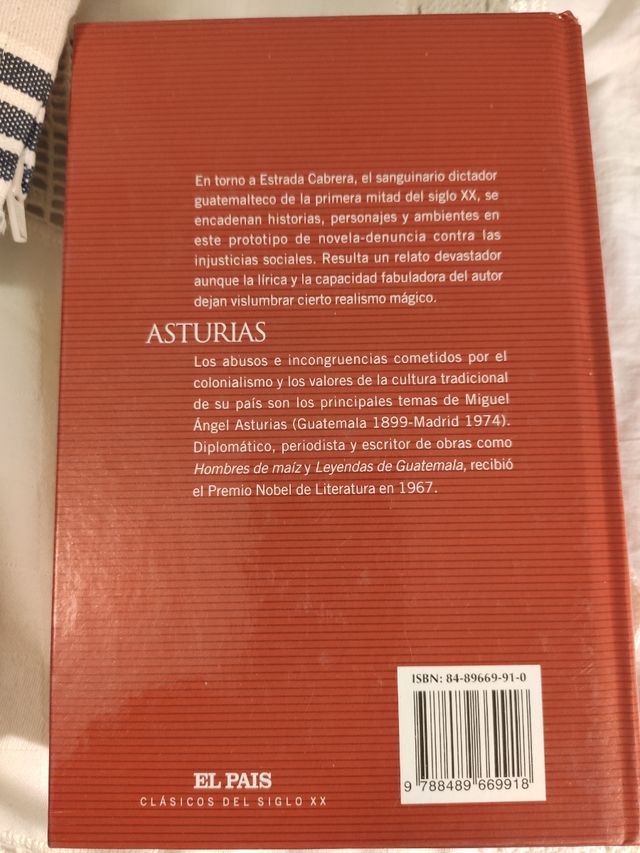 En torno a Estrada Cabrera, el sanguinario dictador
guatemalteco de la primera mitad del siglo XX, se
encadenan historias, personajes y ambientes en
este prototipo de novela-denuncia contra las
injusticias sociales. Resulta un relato devastador
aunque la lírica y la capacidad fabuladora del autor
dejan vislumbrar cierto realismo mágico.
ASTURIAS
Los abusos e incongruencias cometidos por el
colonialismo y los valores de la cultura tradicional
de su país son los principales temas de Miguel
Ángel Asturias (Guatemala 1899-Madrid 1974).
Diplomático, periodista y escritor de obras como
Hombres de maíz y Leyendas de Guatemala, recibió
el Premio Nobel de Literatura en 1967.
ISBN: 84-89669-91-0
9 788489 669918
EL PAIS
CLÁSICOS DEL SIGLO XX